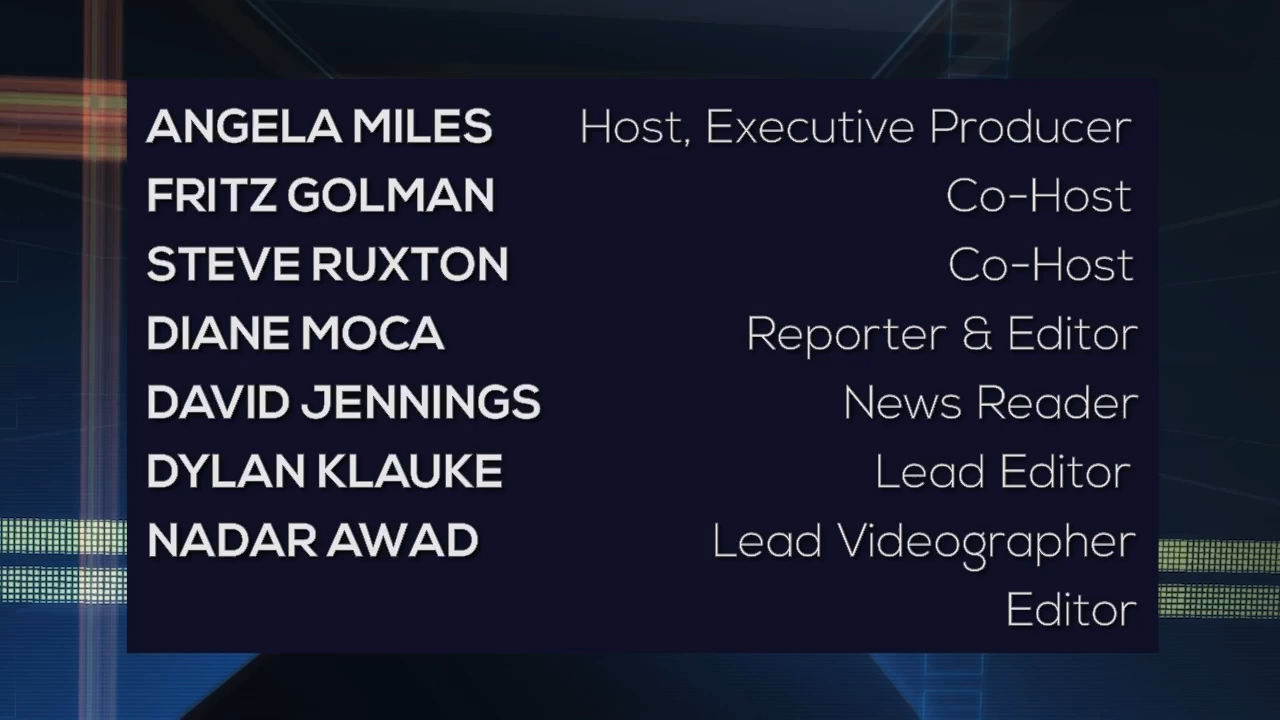 ANGELA MILES Host, Executive Producer
FRITZ GOLMAN Co-Host
STEVE RUXTON Co-Host
DIANE MOCA Reporter & Editor
DAVID JENNINGS News Reader
DYLAN KLAUKE Lead Editor
NADAR AWAD Lead Videographer
Editor